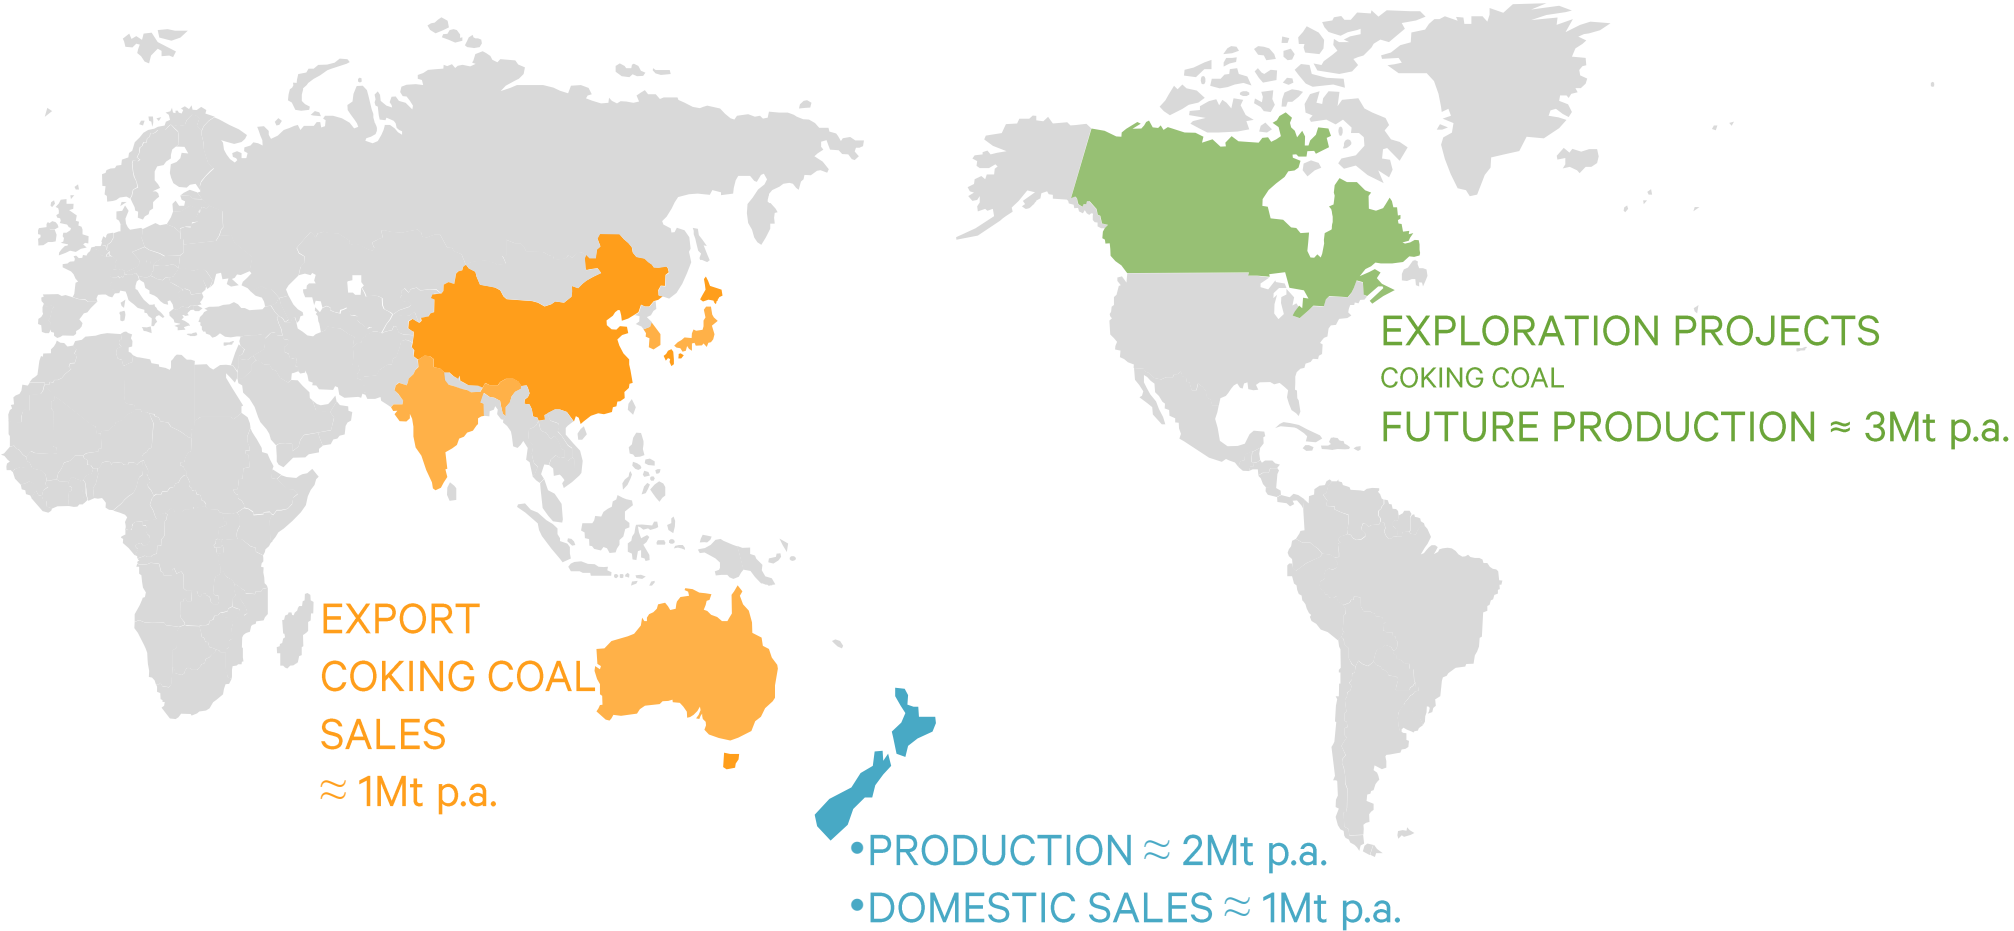 EXPLORATION PROJECTS
COKING COAL
FUTURE PRODUCTION ≈ 3Mt p.a.
EXPORT
COKING COAL
SALES
≈ 1Mt p.a.
•PRODUCTION ≈ 2Mt p.a.
•DOMESTIC SALES ≈ 1Mt p.a.